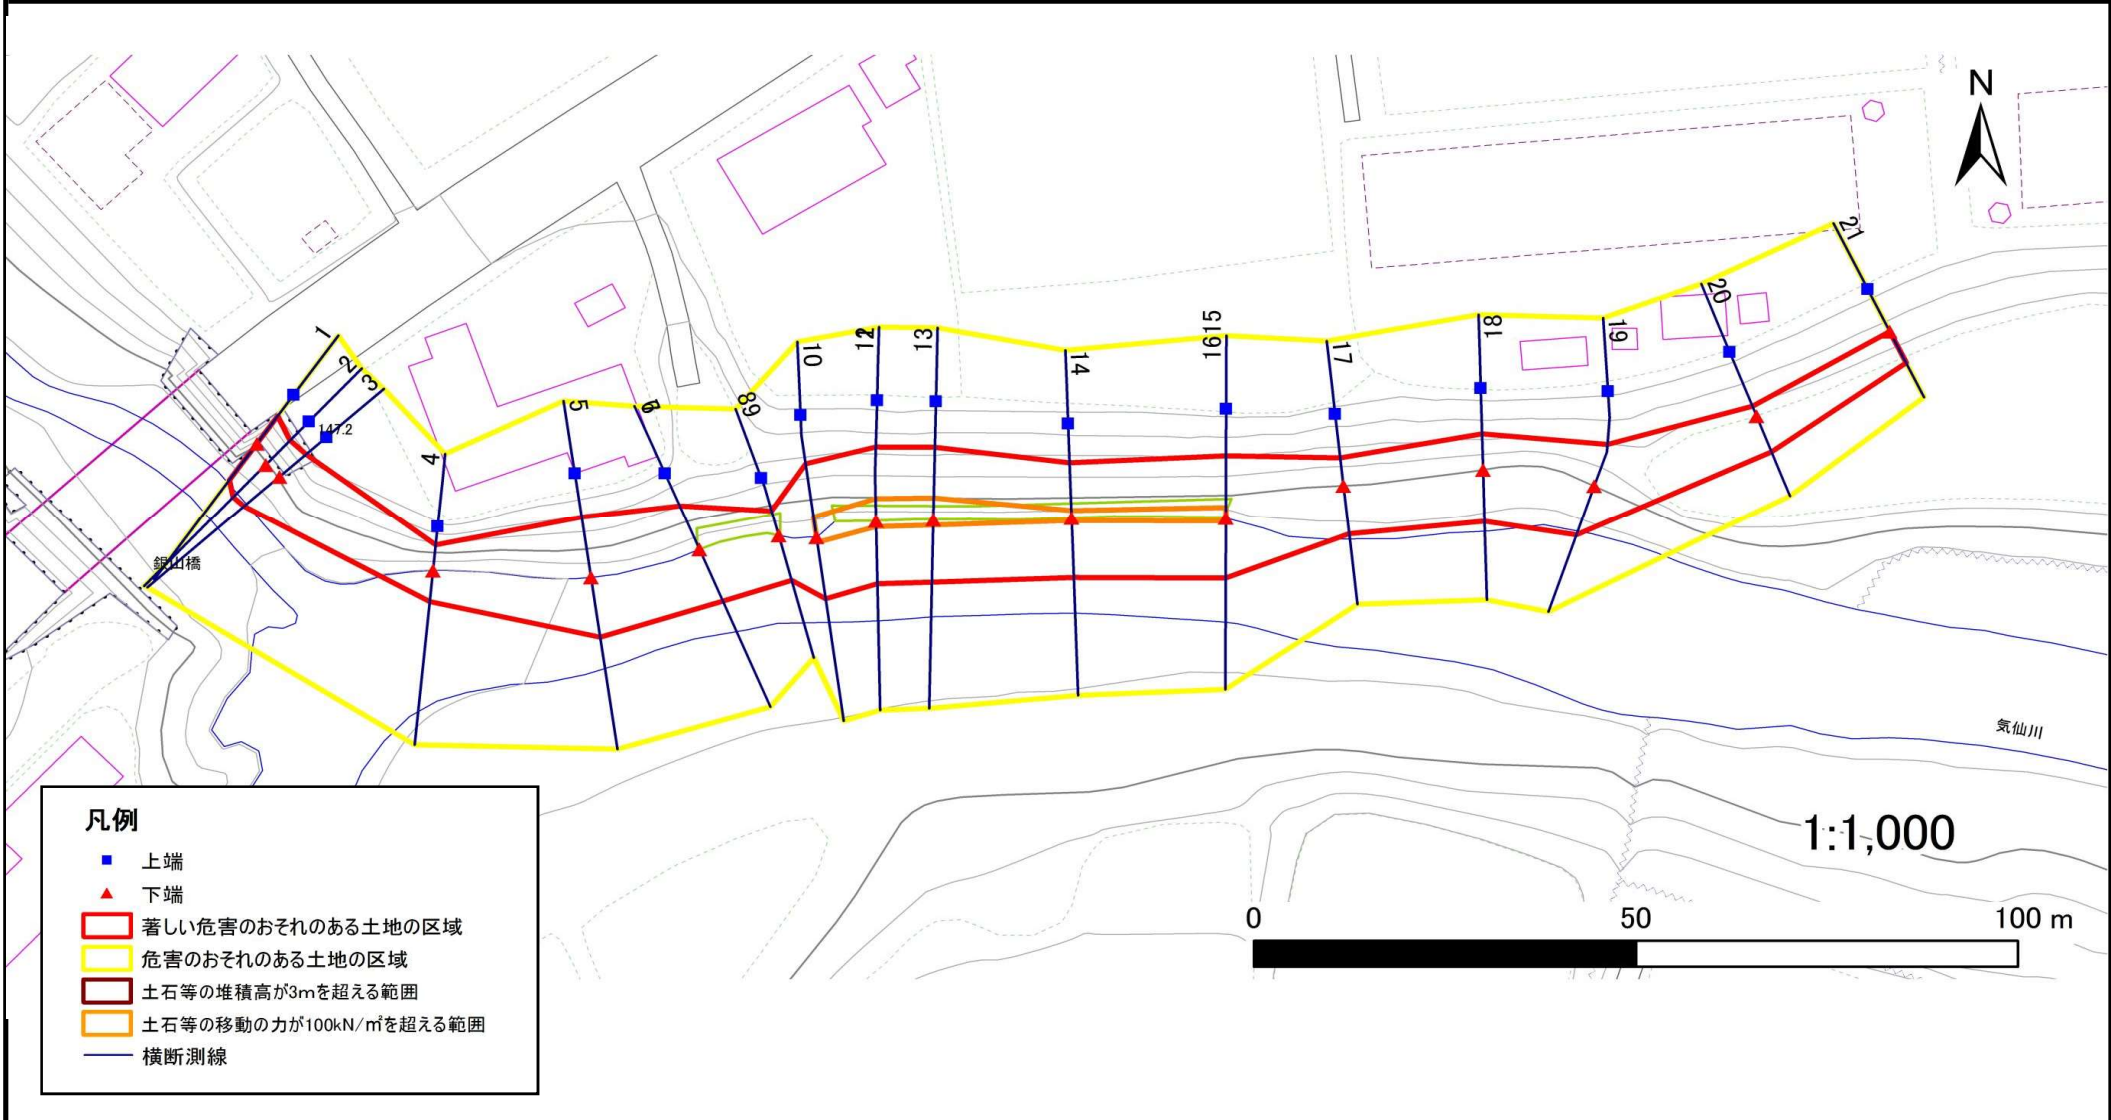 N
1
2
3
147.2
4
5
6
7
8
9
10
12
13
14
15
16
17
18
19
20
21
銀山橋
気仙川
凡例
上端
下端
著しい危害のおそれのある土地の区域
危害のおそれのある土地の区域
土石等の堆積高が3mを超える範囲
土石等の移動の力が100kN/㎡を超える範囲
横断測線
1:1,000
0 50 100 m